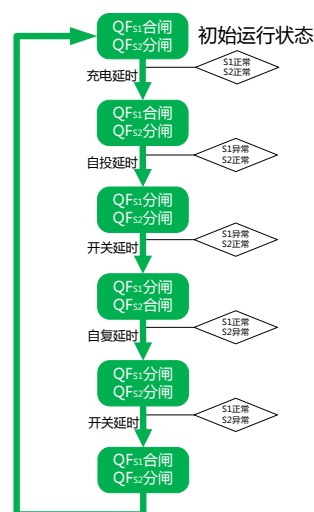 QFS1合闸
QFS2分闸
初始运行状态
充电延时
S1正常
S2正常
QFS1合闸
QFS2分闸
自投延时
S1异常
S2正常
QFS1分闸
QFS2分闸
开关延时
S1异常
S2正常
QFS1分闸
QFS2合闸
自复延时
S1正常
S2异常
QFS1分闸
QFS2分闸
开关延时
S1正常
S2异常
QFS1合闸
QFS2分闸